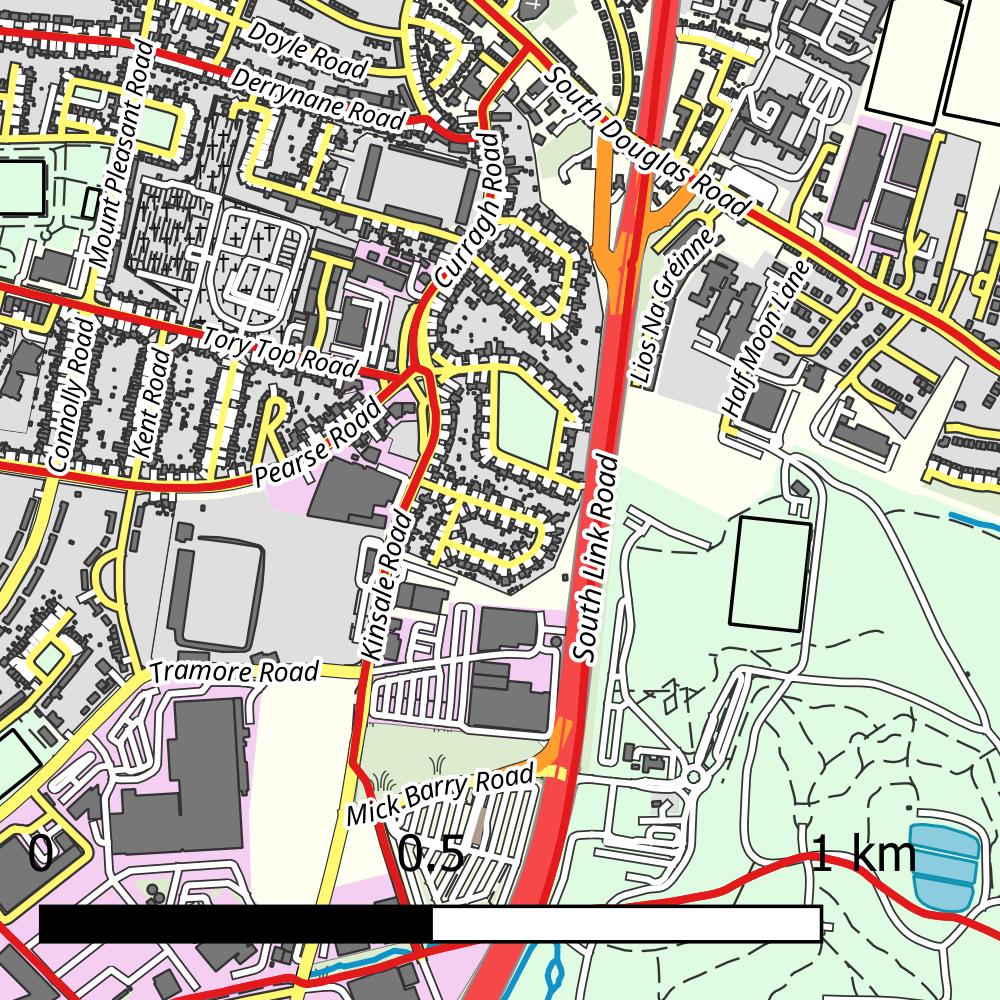 Doyle Road
Derrynane Road
South Douglas Road
Mount Pleasant Road
Curragh Road
Lios Na Gréinne
Half Moon Lane
Tory Top Road
Connolly Road
Kent Road
Pearse Road
South Link Road
Kinsale Road
Tramore Road
Mick Barry Road
0 0.5 1 km